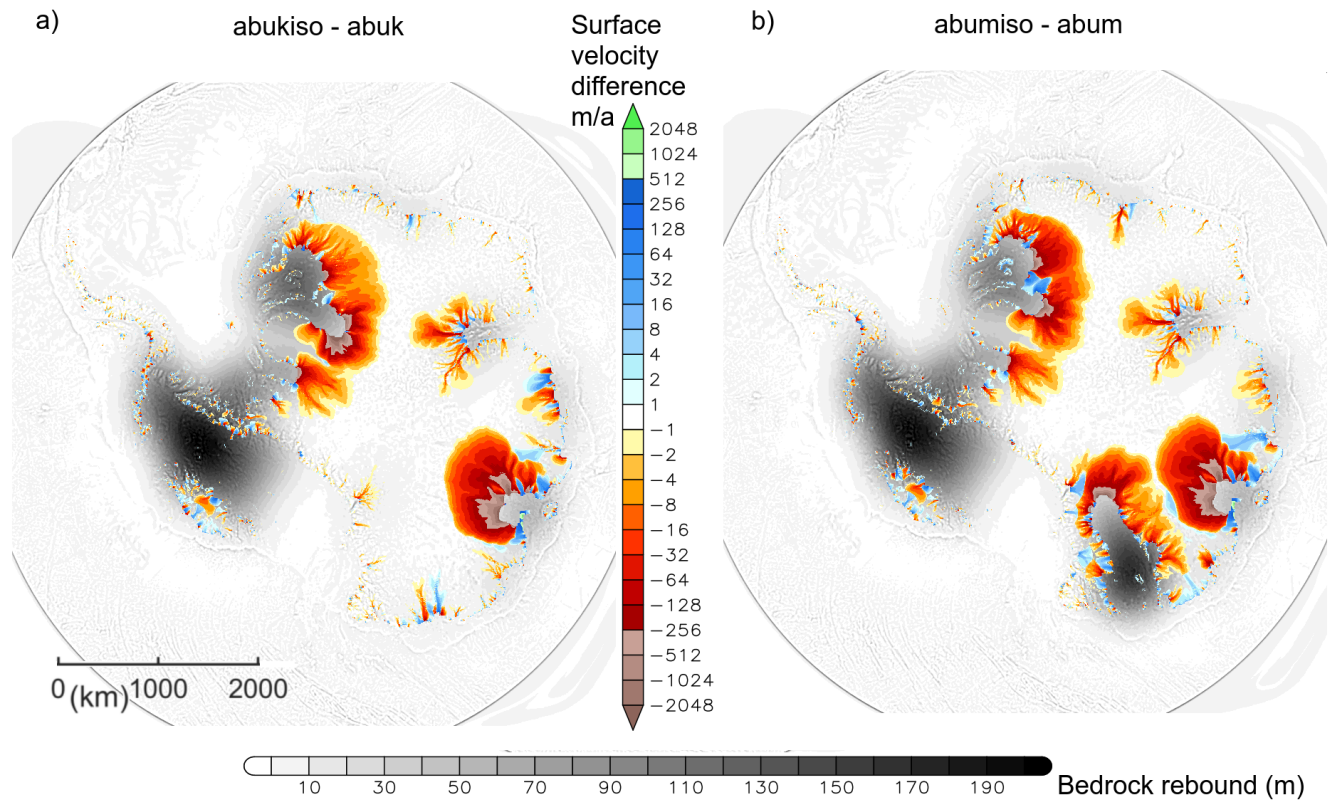 a)
abukiso - abuk
Surface
velocity
difference
m/a
b)
abumiso - abum
2048
1024
512
256
128
64
32
16
8
4
2
1
−1
−2
−4
−8
−16
−32
−64
−128
−256
−512
−1024
−2048
0 1000 2000
(km)
10 30 50 70 90 110 130 150 170 190
Bedrock rebound (m)